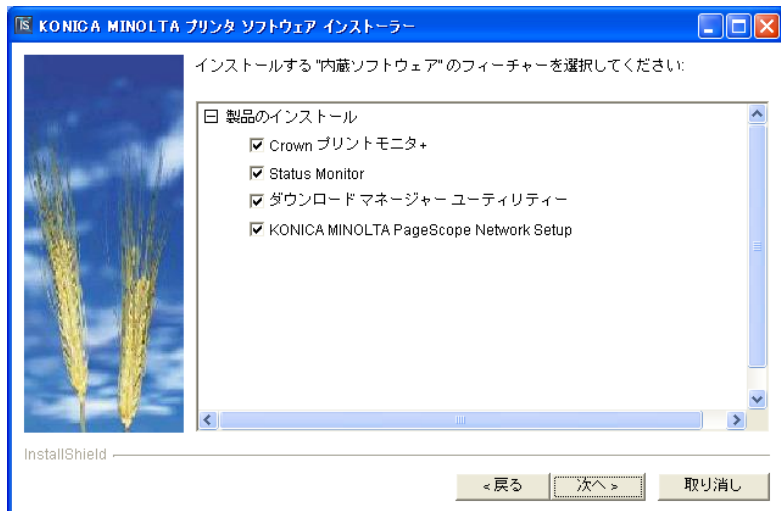 KONICA MINOLTA プリンタ ソフトウェア インストーラー
インストールする "内蔵ソフトウェア" のフィーチャーを選択してください:
製品のインストール
Crown プリントモニタ+
Status Monitor
ダウンロード マネージャー ユーティリティー
KONICA MINOLTA PageScope Network Setup
InstallShield
< 戻る
次へ >
取り消し